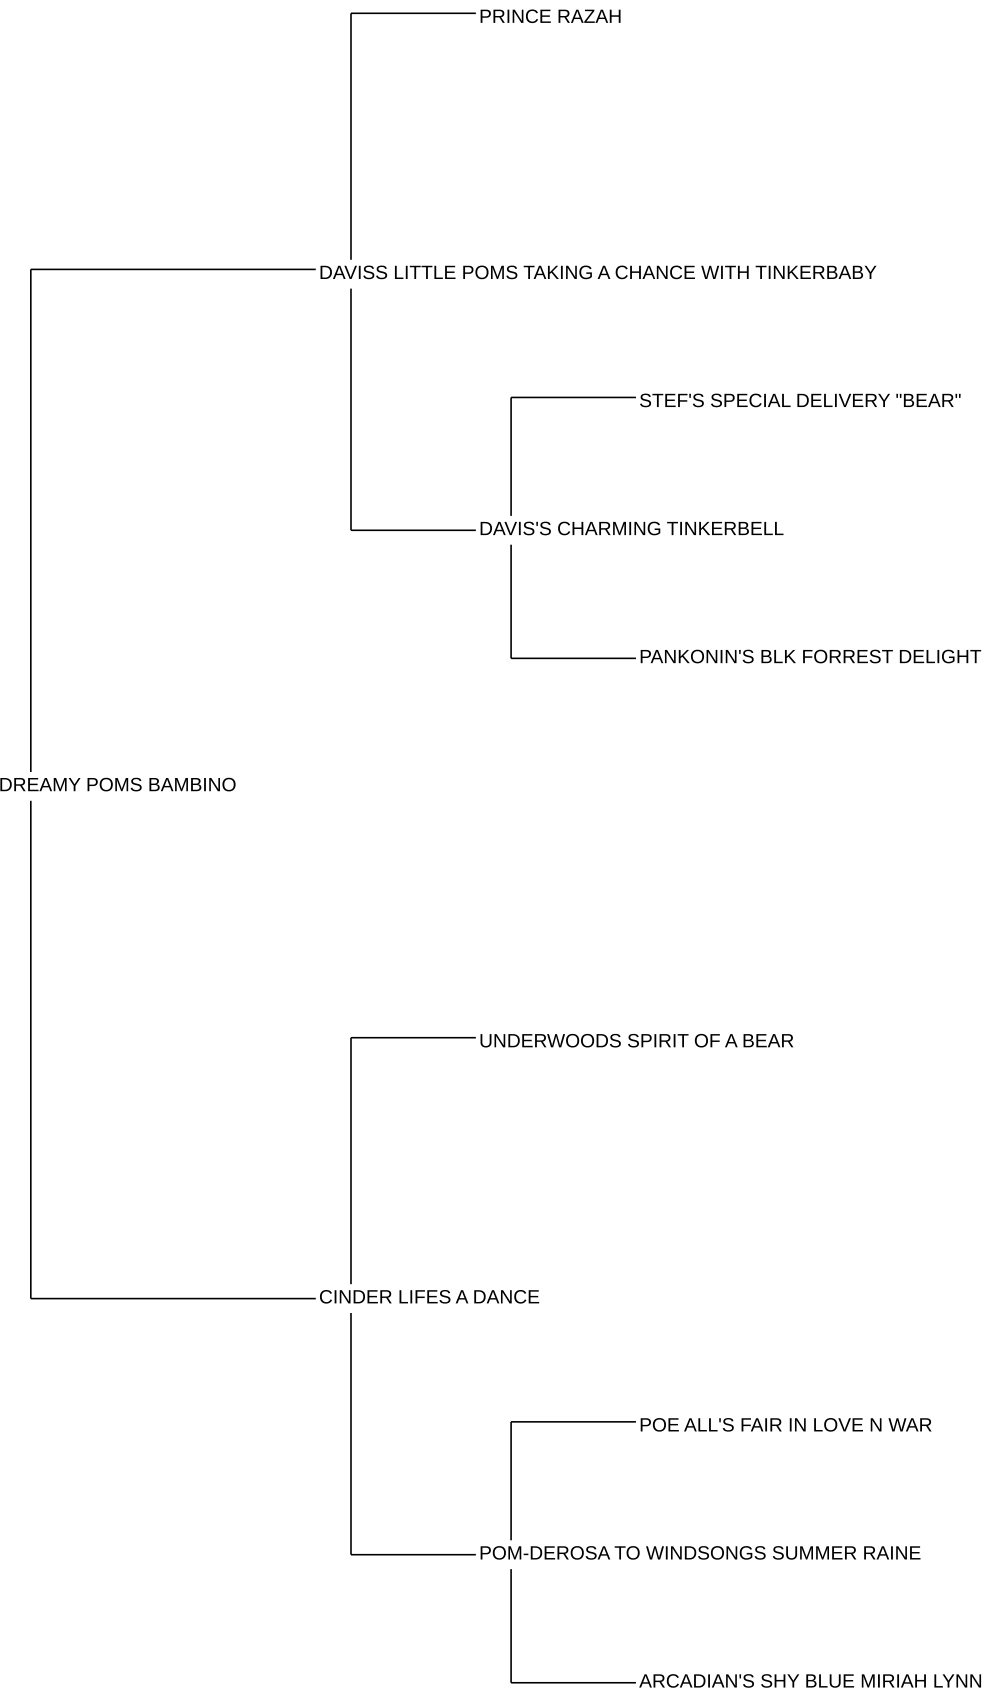 PRINCE RAZAH
DAVISS LITTLE POMS TAKING A CHANCE WITH TINKERBABY
STEF'S SPECIAL DELIVERY "BEAR"
DAVIS'S CHARMING TINKERBELL
PANKONIN'S BLK FORREST DELIGHT
DREAMY POMS BAMBINO
UNDERWOODS SPIRIT OF A BEAR
CINDER LIFES A DANCE
POE ALL'S FAIR IN LOVE N WAR
POM-DEROSA TO WINDSONGS SUMMER RAINE
ARCADIAN'S SHY BLUE MIRIAH LYNN